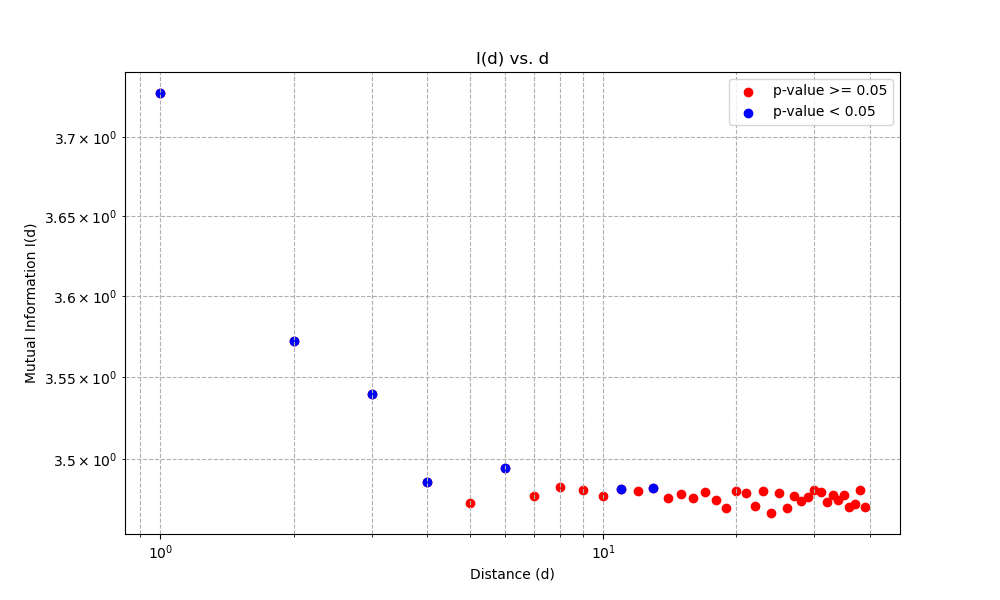 I(d) vs. d
p-value >= 0.05
p-value < 0.05
Mutual Information I(d)
3.7 × 10⁰
3.65 × 10⁰
3.6 × 10⁰
3.55 × 10⁰
3.5 × 10⁰
10⁰
10¹
Distance (d)